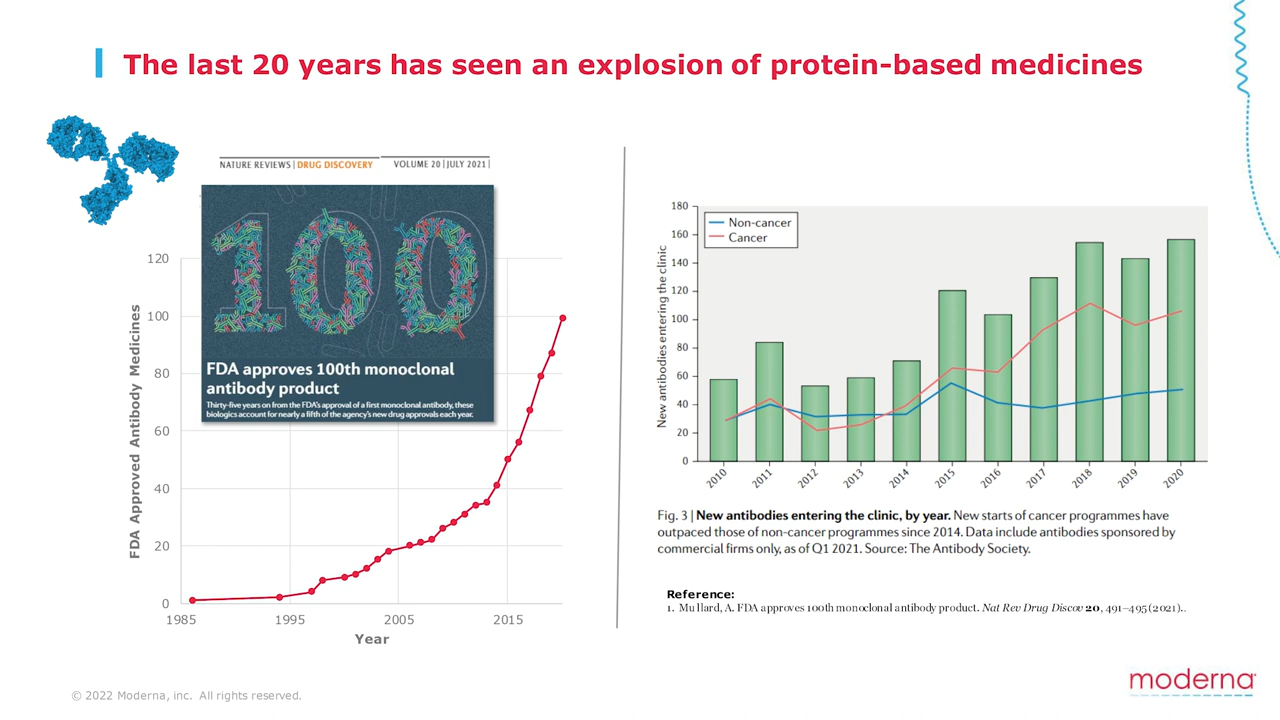 The last 20 years has seen an explosion of protein-based medicines
NATURE REVIEWS | DRUG DISCOVERY VOLUME 20 | JULY 2021 |
100
FDA approves 100th monoclonal
antibody product
Thirty-five years on from the FDA's approval of a first monoclonal antibody, these
biologics account for nearly a fifth of the agency's new drug approvals each year.
FDA Approved Antibody Medicines
120
100
80
60
40
20
0
1985 1995 2005 2015
Year
New antibodies entering the clinic
180
160
140
120
100
80
60
40
20
0
Non-cancer
Cancer
2010 2011 2012 2013 2014 2015 2016 2017 2018 2019 2020
Fig. 3 | New antibodies entering the clinic, by year. New starts of cancer programmes have
outpaced those of non-cancer programmes since 2014. Data include antibodies sponsored by
commercial firms only, as of Q1 2021. Source: The Antibody Society.
Reference:
1. Mullard, A. FDA approves 100th monoclonal antibody product. Nat Rev Drug Discov 20, 491–495 (2021)..
© 2022 Moderna, inc. All rights reserved.
moderna